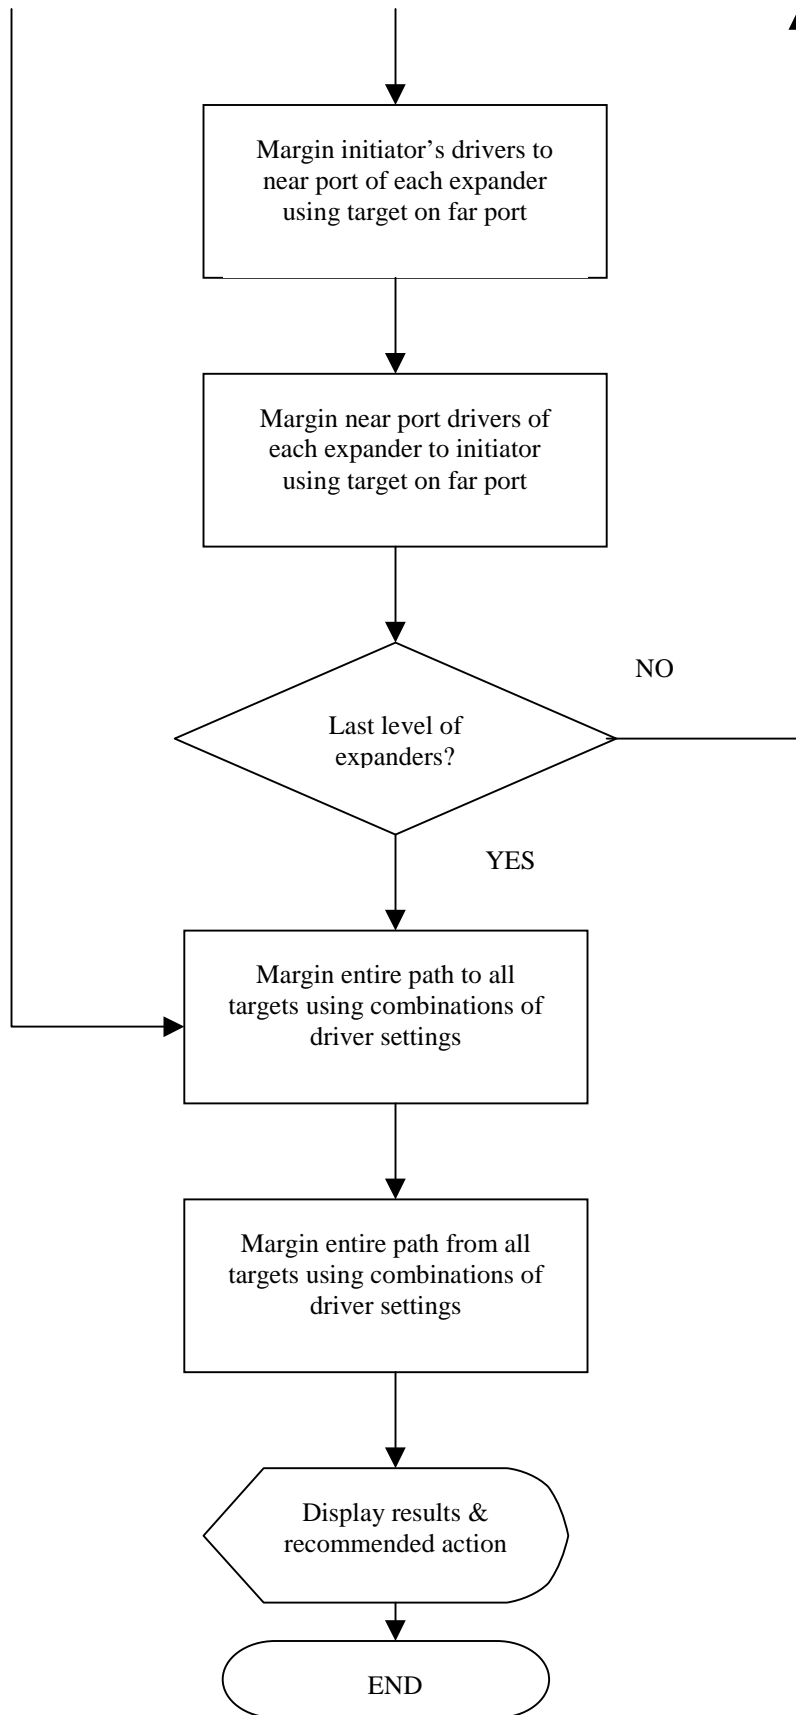 Margin initiator’s drivers to
near port of each expander
using target on far port
Margin near port drivers of
each expander to initiator
using target on far port
NO
Last level of
expanders?
YES
Margin entire path to all
targets using combinations of
driver settings
Margin entire path from all
targets using combinations of
driver settings
Display results &
recommended action
END